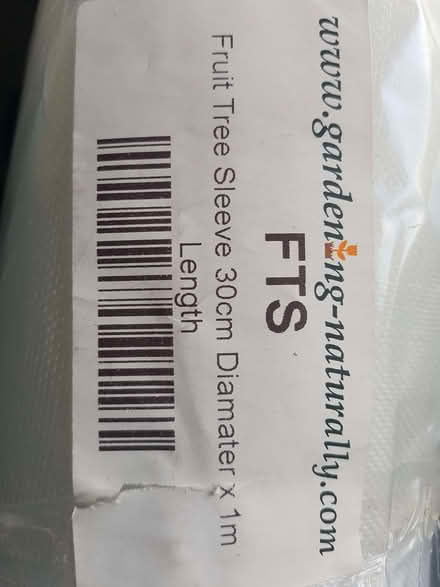 www.gardening-naturally.com
FTS
Fruit Tree Sleeve 30cm Diamater x 1m
Length